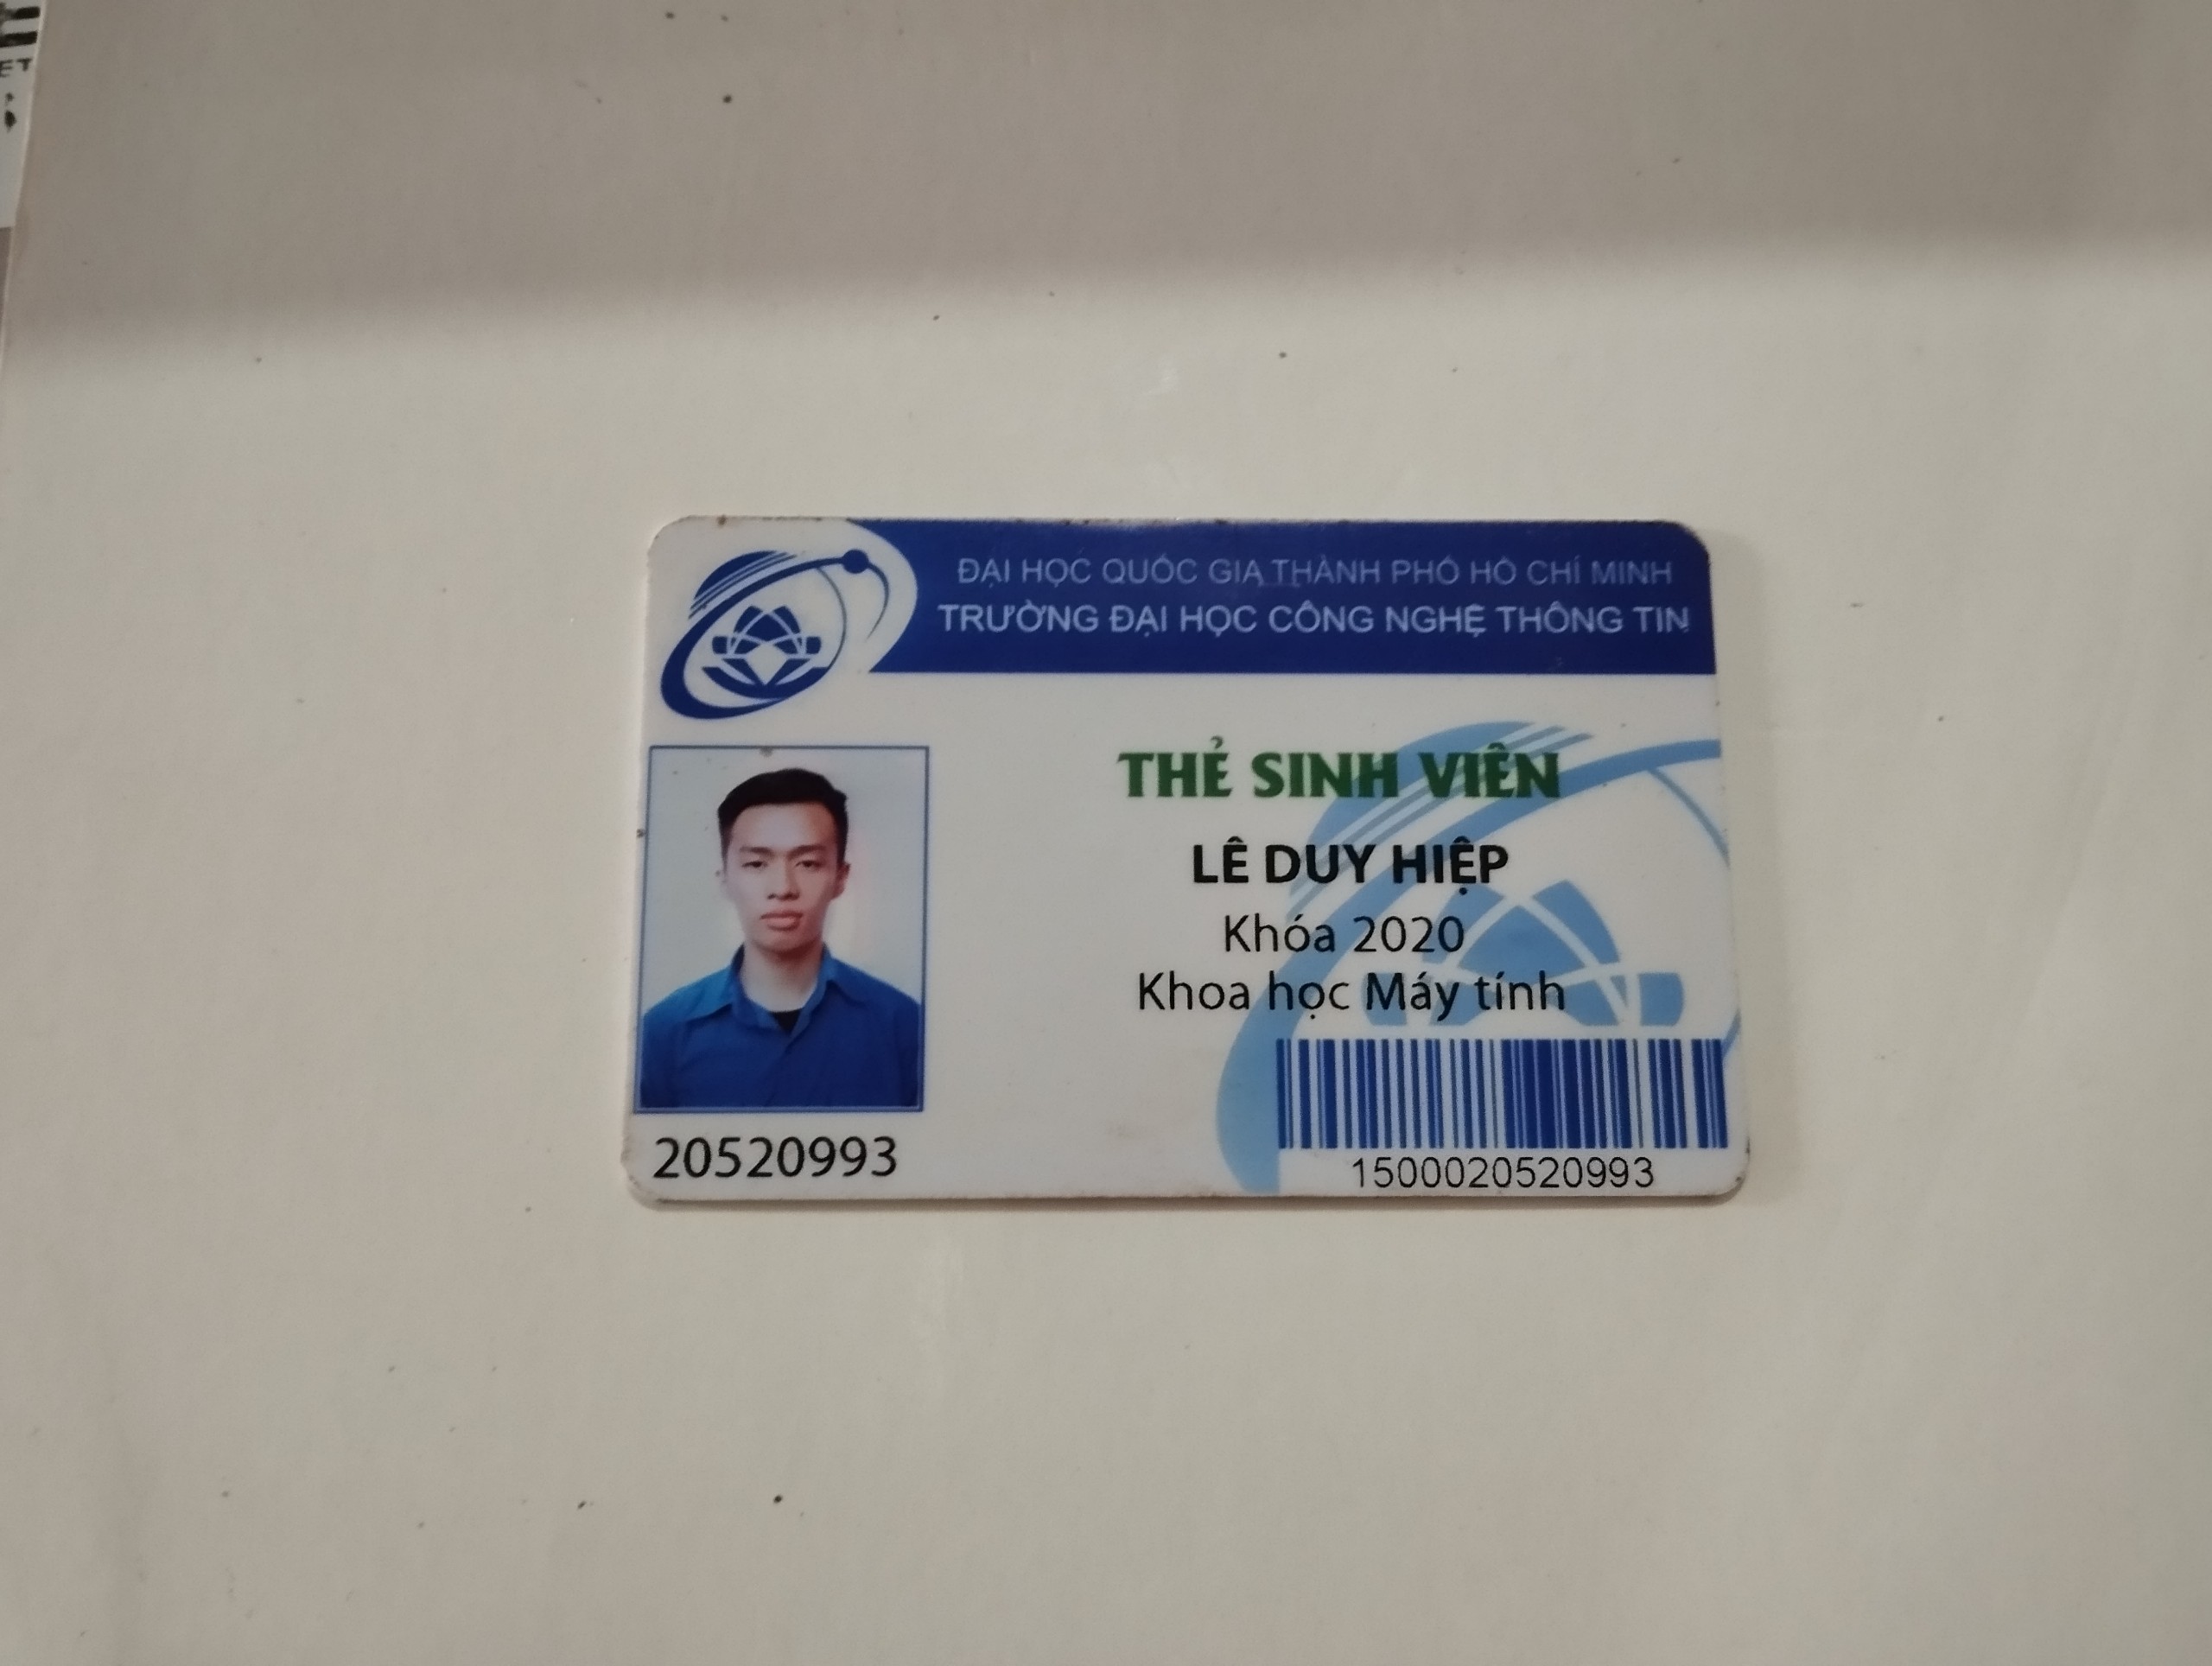 ET
ĐẠI HỌC QUỐC GIA THÀNH PHỐ HỒ CHÍ MINH
TRƯỜNG ĐẠI HỌC CÔNG NGHỆ THÔNG TIN
THẺ SINH VIÊN
LÊ DUY HIỆP
Khóa 2020
Khoa học Máy tính
20520993
1500020520993